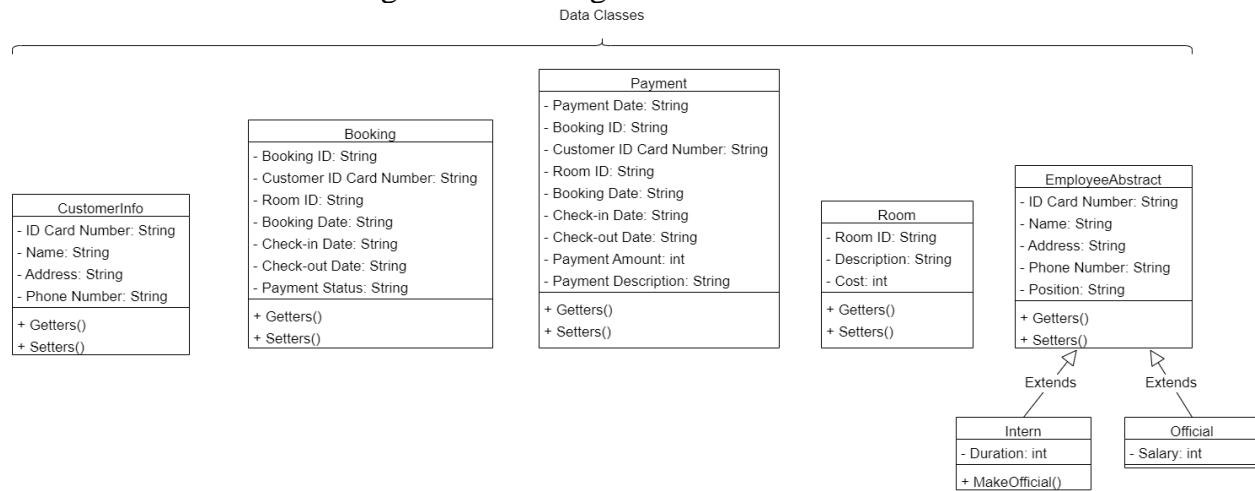 Data Classes
CustomerInfo
- ID Card Number: String
- Name: String
- Address: String
- Phone Number: String
+ Getters()
+ Setters()
Booking
- Booking ID: String
- Customer ID Card Number: String
- Room ID: String
- Booking Date: String
- Check-in Date: String
- Check-out Date: String
- Payment Status: String
+ Getters()
+ Setters()
Payment
- Payment Date: String
- Booking ID: String
- Customer ID Card Number: String
- Room ID: String
- Booking Date: String
- Check-in Date: String
- Check-out Date: String
- Payment Amount: int
- Payment Description: String
+ Getters()
+ Setters()
Room
- Room ID: String
- Description: String
- Cost: int
+ Getters()
+ Setters()
EmployeeAbstract
- ID Card Number: String
- Name: String
- Address: String
- Phone Number: String
- Position: String
+ Getters()
+ Setters()
Extends
Extends
Intern
- Duration: int
+ MakeOfficial()
Official
- Salary: int